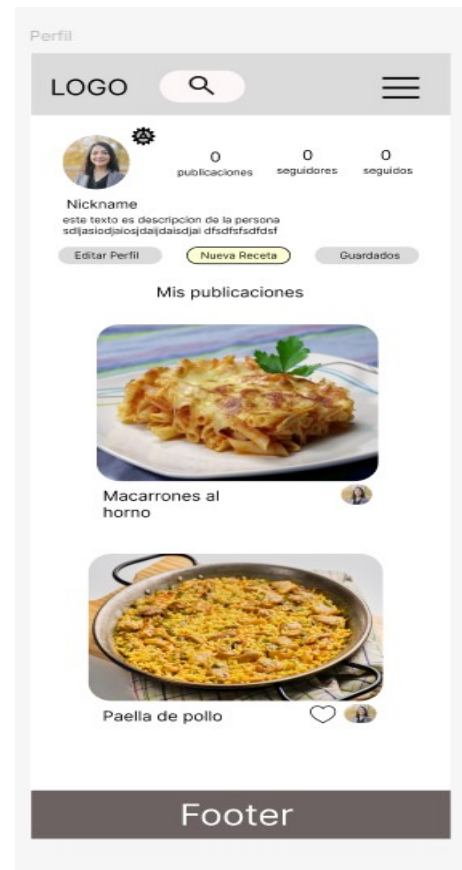 Perfil
LOGO
0 0 0
publicaciones seguidores seguidos
Nickname
este texto es descripcion de la persona
sdljasiodjaiosjdaijdaisdjai dfsdfsfsdfdsf
Editar Perfil Nueva Receta Guardados
Mis publicaciones
Macarrones al
horno
Paella de pollo
Footer